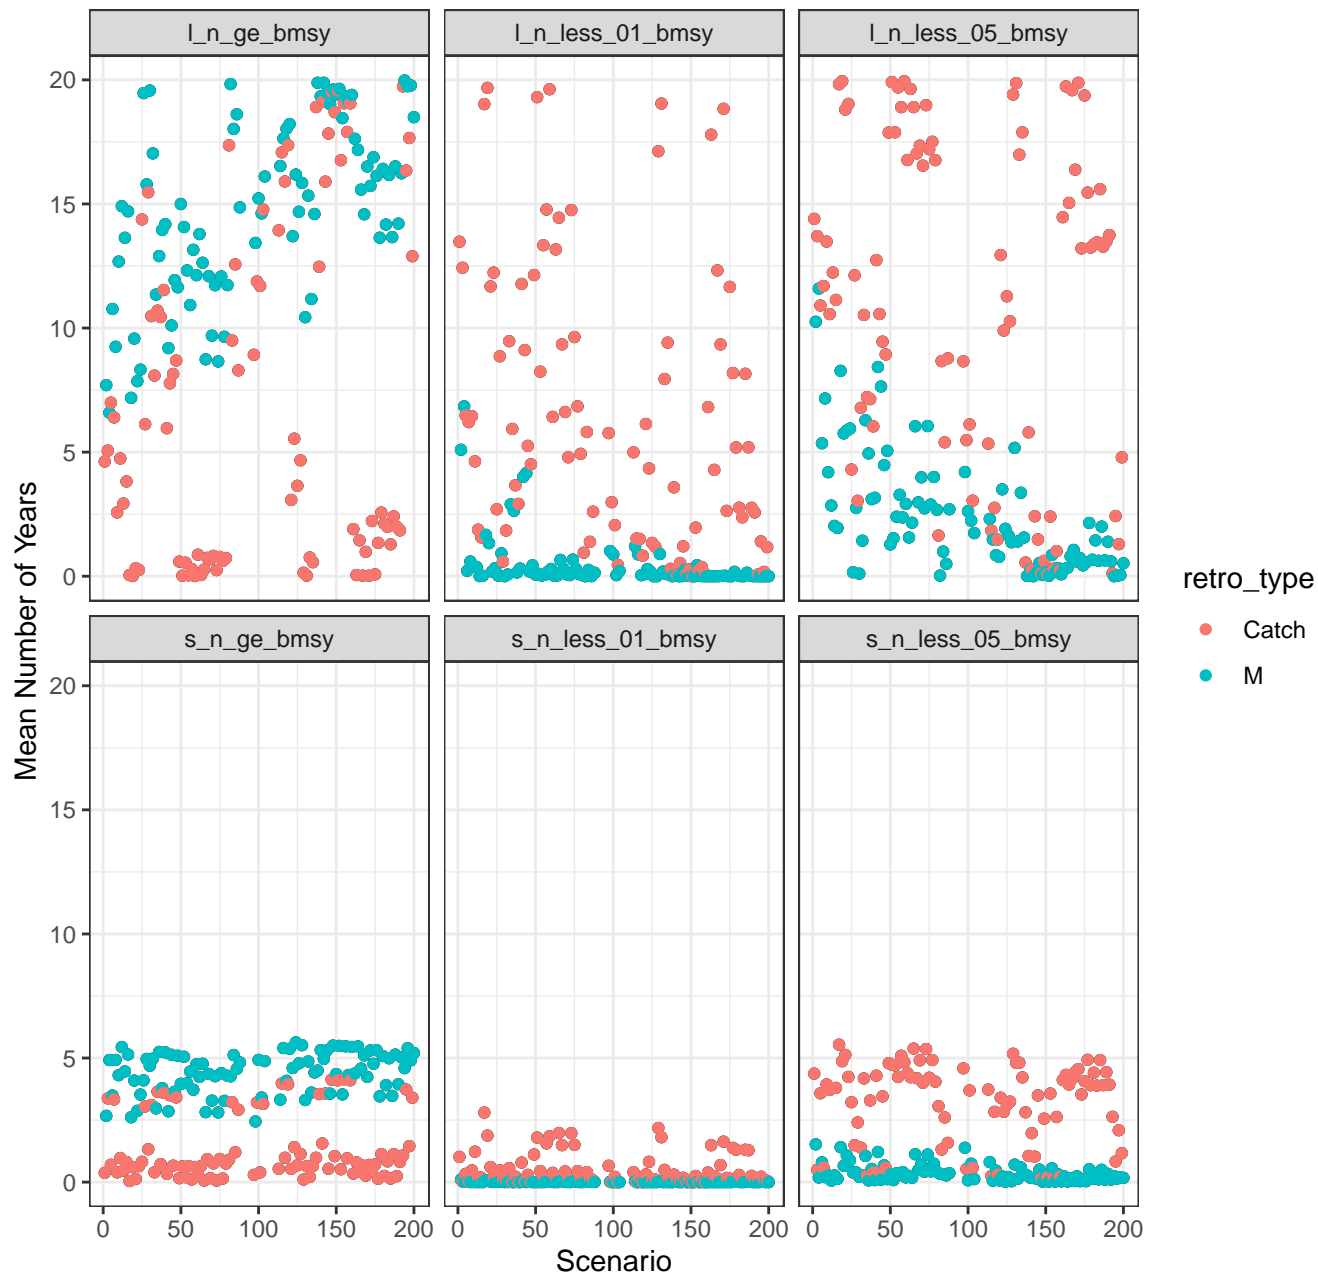 l_n_ge_bmsy
l_n_less_01_bmsy
l_n_less_05_bmsy
20
15
10
5
0
s_n_ge_bmsy
s_n_less_01_bmsy
s_n_less_05_bmsy
20
15
10
5
0
0 50 100 150 200
0 50 100 150 200
0 50 100 150 200
Scenario
Mean Number of Years
retro_type
Catch
M